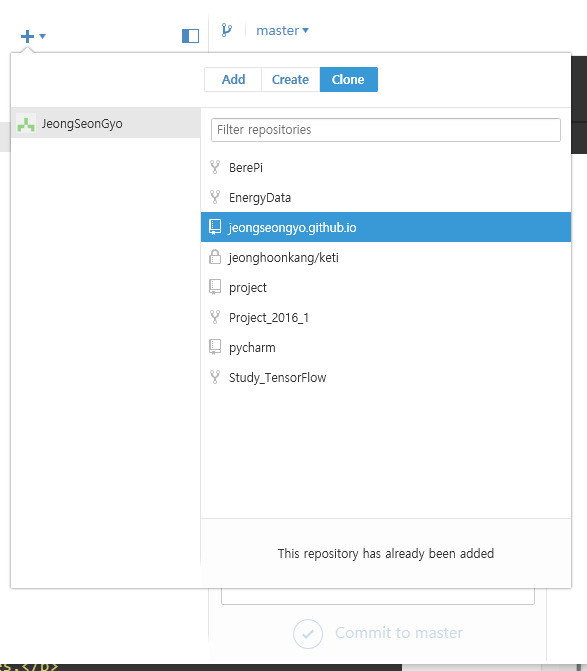 master
Add Create Clone
JeongSeonGyo
Filter repositories
BerePi
EnergyData
jeongseongyo.github.io
jeonghoonkang/keti
project
Project_2016_1
pycharm
Study_TensorFlow
This repository has already been added
Commit to master
es.</p>